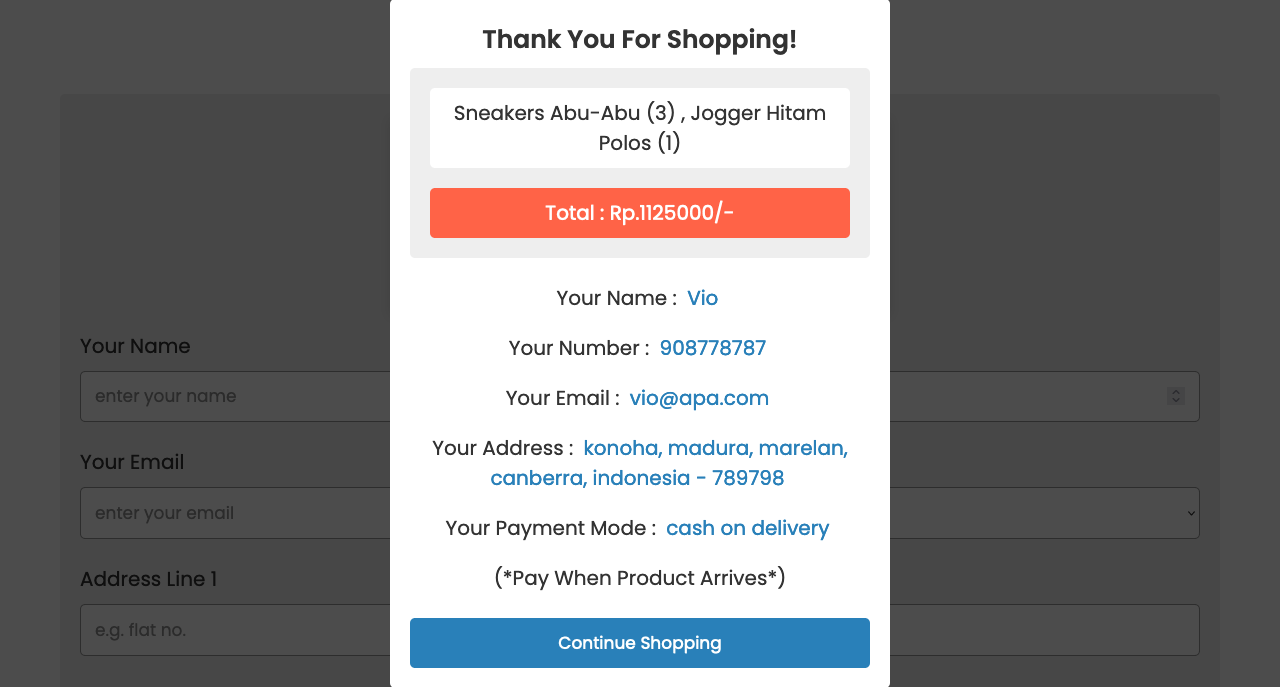 Thank You For Shopping!
Sneakers Abu-Abu (3) , Jogger Hitam
Polos (1)
Total : Rp.1125000/-
Your Name : Vio
Your Number : 908778787
Your Email : vio@apa.com
Your Address : konoha, madura, marelan,
canberra, indonesia - 789798
Your Payment Mode : cash on delivery
(*Pay When Product Arrives*)
Continue Shopping
Your Name
enter your name
Your Email
enter your email
Address Line 1
e.g. flat no.